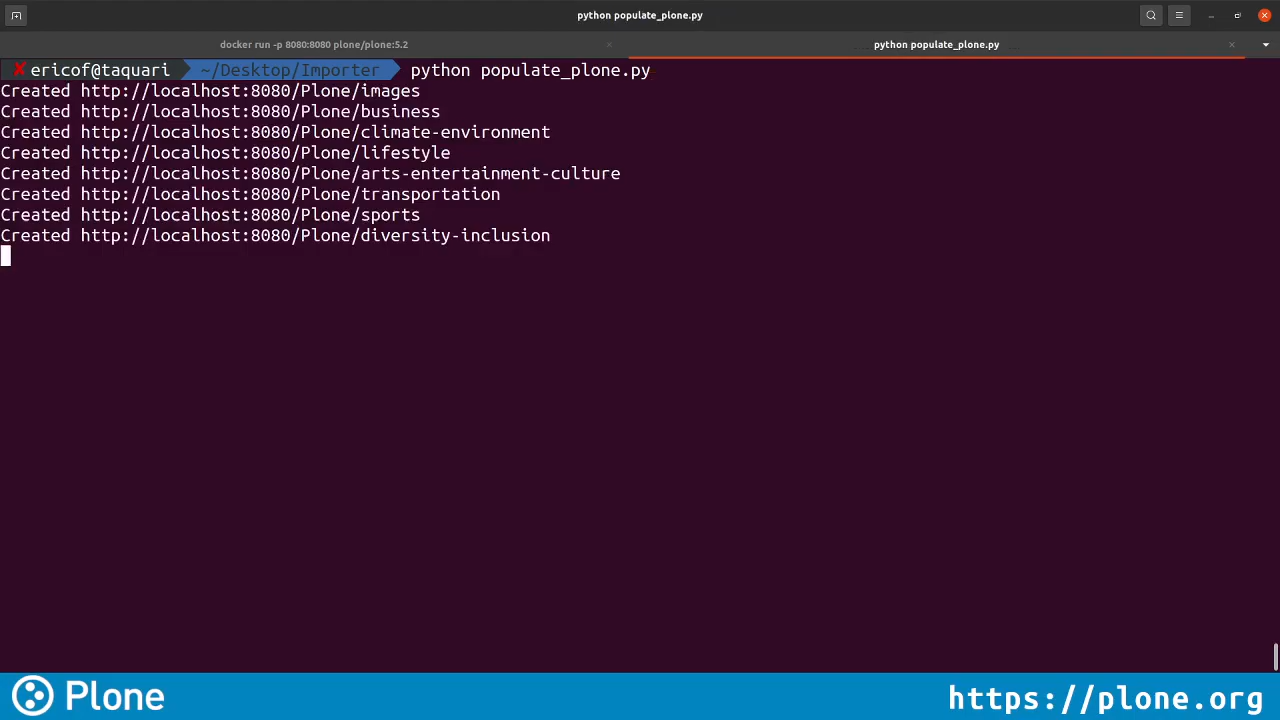 python populate_plone.py
docker run -p 8080:8080 plone/plone:5.2
python populate_plone.py
✘ ericof@taquari ~/Desktop/Importer python populate_plone.py
Created http://localhost:8080/Plone/images
Created http://localhost:8080/Plone/business
Created http://localhost:8080/Plone/climate-environment
Created http://localhost:8080/Plone/lifestyle
Created http://localhost:8080/Plone/arts-entertainment-culture
Created http://localhost:8080/Plone/transportation
Created http://localhost:8080/Plone/sports
Created http://localhost:8080/Plone/diversity-inclusion
Plone
https://plone.org